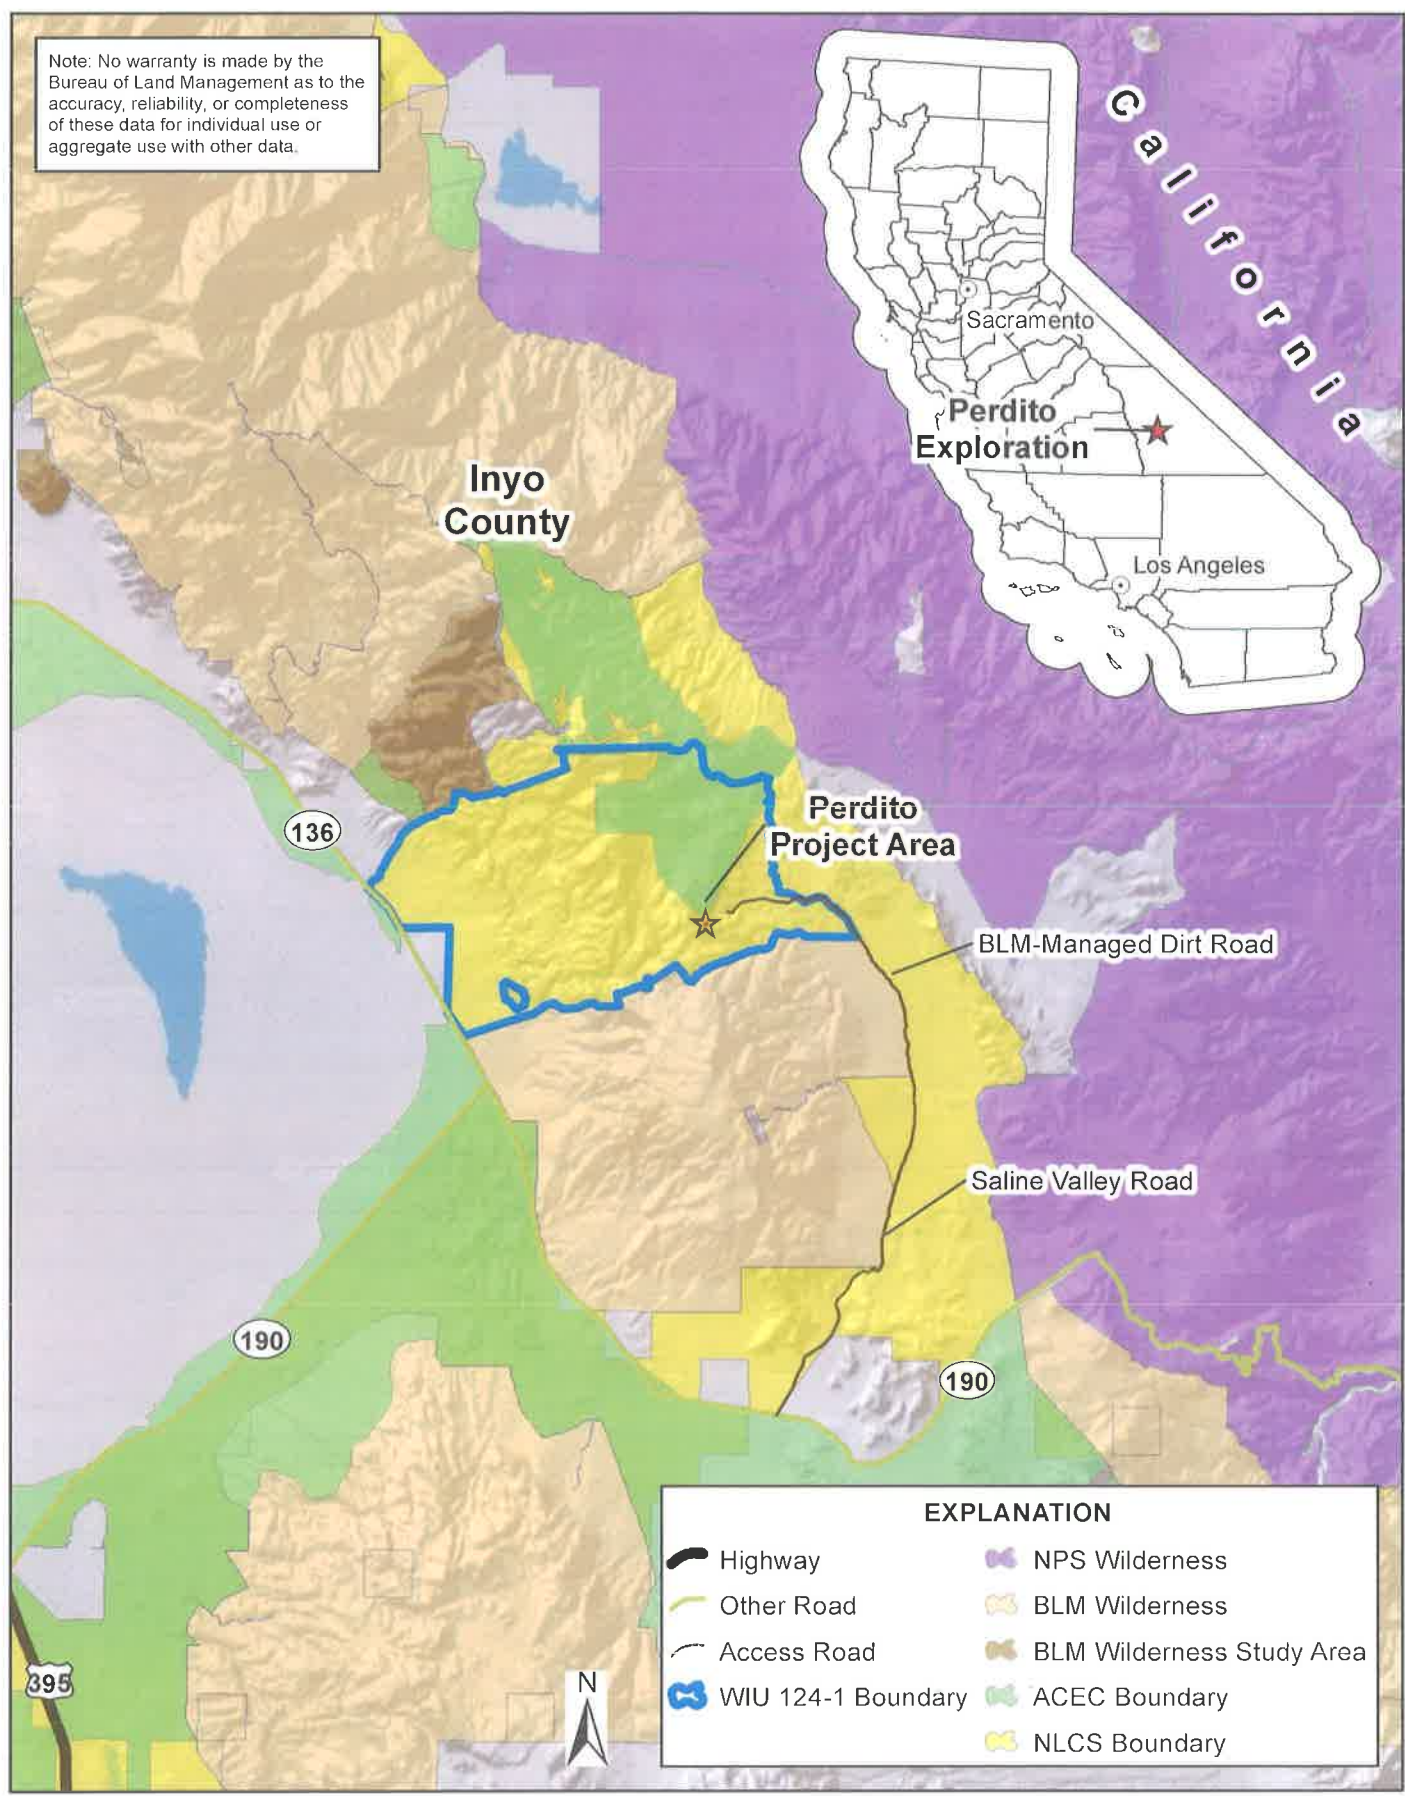 Note: No warranty is made by the
Bureau of Land Management as to the
accuracy, reliability, or completeness
of these data for individual use or
aggregate use with other data.
California
Sacramento
Perdito
Exploration
Los Angeles
Inyo
County
136
Perdito
Project Area
BLM-Managed Dirt Road
Saline Valley Road
190
190
395
N
EXPLANATION
Highway
Other Road
Access Road
WIU 124-1 Boundary
NPS Wilderness
BLM Wilderness
BLM Wilderness Study Area
ACEC Boundary
NLCS Boundary